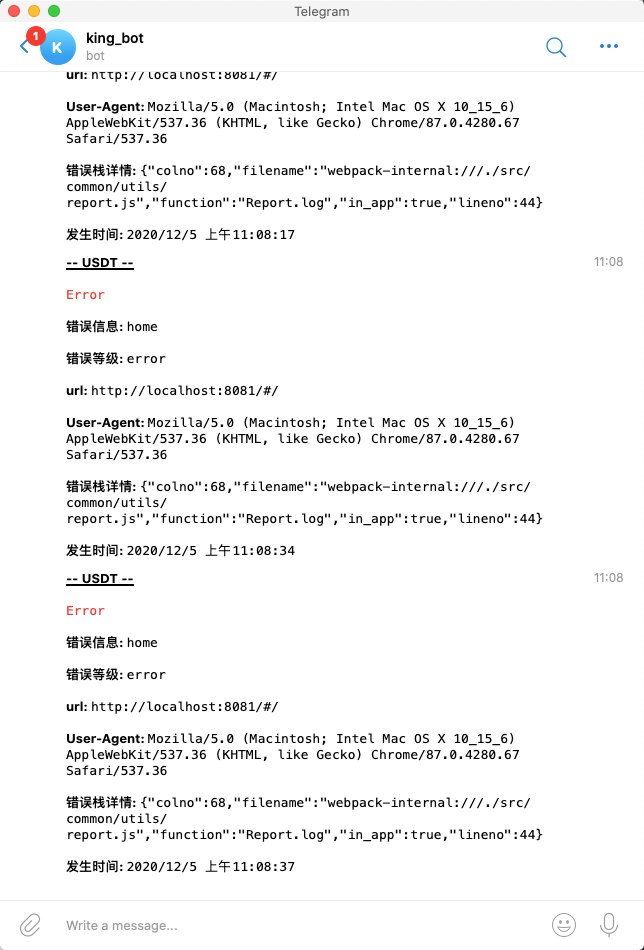 Telegram
1
K
king_bot
bot
url: http://localhost:8081/#/
User-Agent: Mozilla/5.0 (Macintosh; Intel Mac OS X 10_15_6)
AppleWebKit/537.36 (KHTML, like Gecko) Chrome/87.0.4280.67
Safari/537.36
错误栈详情: {"colno":68,"filename":"webpack-internal:///./src/
common/utils/
report.js","function":"Report.log","in_app":true,"lineno":44}
发生时间: 2020/12/5 上午11:08:17
-- USDT --
11:08
Error
错误信息: home
错误等级: error
url: http://localhost:8081/#/
User-Agent: Mozilla/5.0 (Macintosh; Intel Mac OS X 10_15_6)
AppleWebKit/537.36 (KHTML, like Gecko) Chrome/87.0.4280.67
Safari/537.36
错误栈详情: {"colno":68,"filename":"webpack-internal:///./src/
common/utils/
report.js","function":"Report.log","in_app":true,"lineno":44}
发生时间: 2020/12/5 上午11:08:34
-- USDT --
11:08
Error
错误信息: home
错误等级: error
url: http://localhost:8081/#/
User-Agent: Mozilla/5.0 (Macintosh; Intel Mac OS X 10_15_6)
AppleWebKit/537.36 (KHTML, like Gecko) Chrome/87.0.4280.67
Safari/537.36
错误栈详情: {"colno":68,"filename":"webpack-internal:///./src/
common/utils/
report.js","function":"Report.log","in_app":true,"lineno":44}
发生时间: 2020/12/5 上午11:08:37
Write a message...